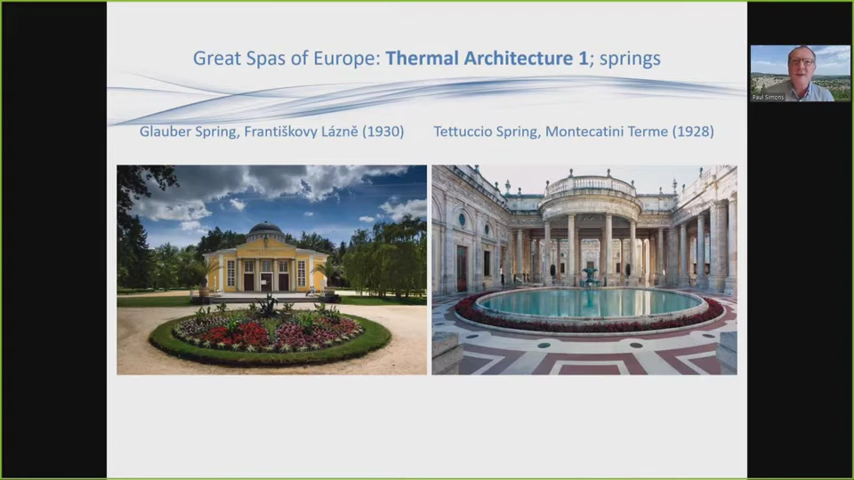 Great Spas of Europe: Thermal Architecture 1; springs
Glauber Spring, Františkovy Lázně (1930)
Tettuccio Spring, Montecatini Terme (1928)
Paul Simons